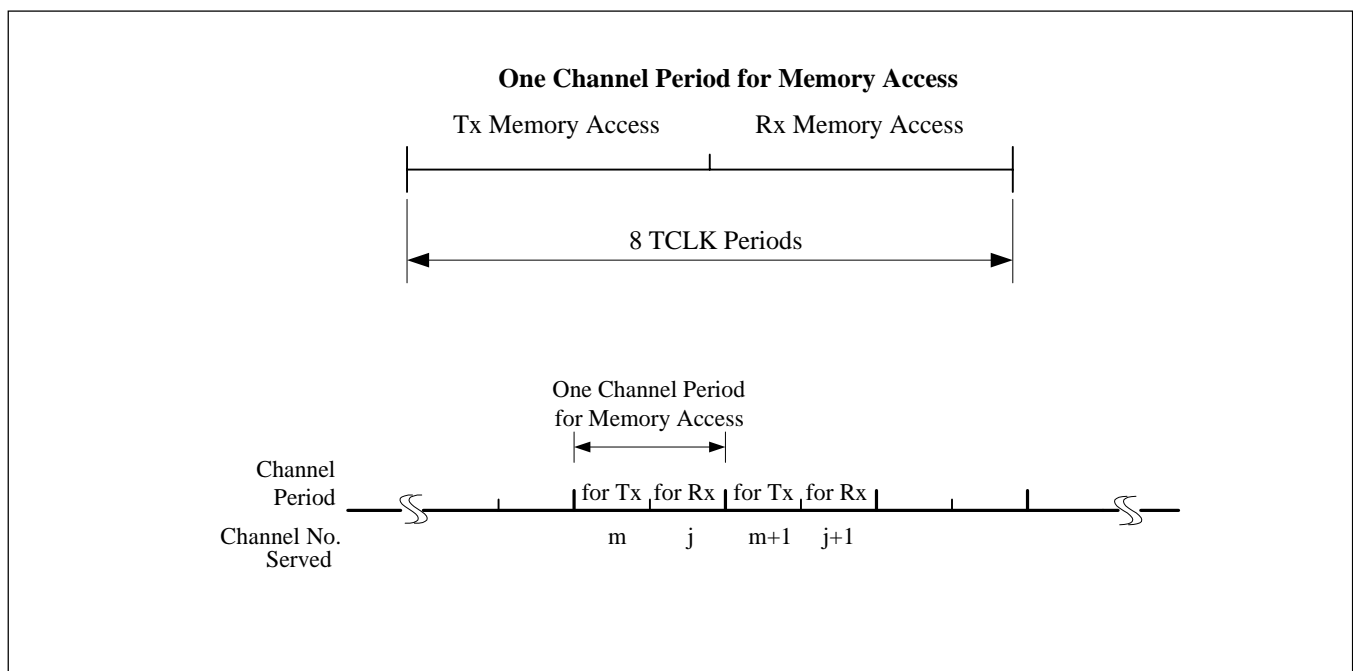 One Channel Period for Memory Access
Tx Memory Access Rx Memory Access
8 TCLK Periods
One Channel Period
for Memory Access
Channel
Period
for Tx for Rx for Tx for Rx
Channel No.
Served
m j m+1 j+1